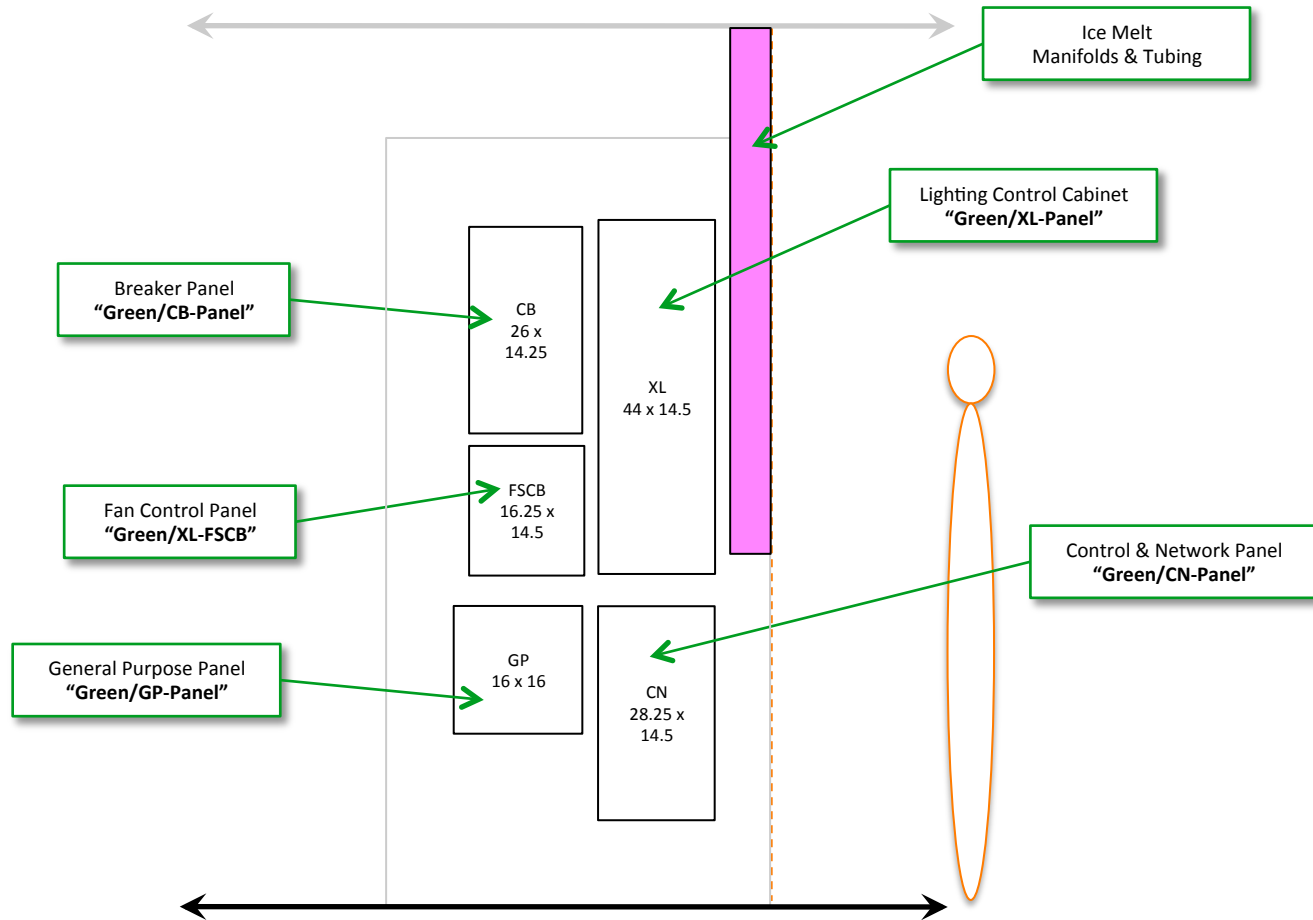 Ice Melt
Manifolds & Tubing
Lighting Control Cabinet
“Green/XL-Panel”
Breaker Panel
“Green/CB-Panel”
CB
26 x
14.25
XL
44 x 14.5
Fan Control Panel
“Green/XL-FSCB”
FSCB
16.25 x
14.5
Control & Network Panel
“Green/CN-Panel”
General Purpose Panel
“Green/GP-Panel”
GP
16 x 16
CN
28.25 x
14.5